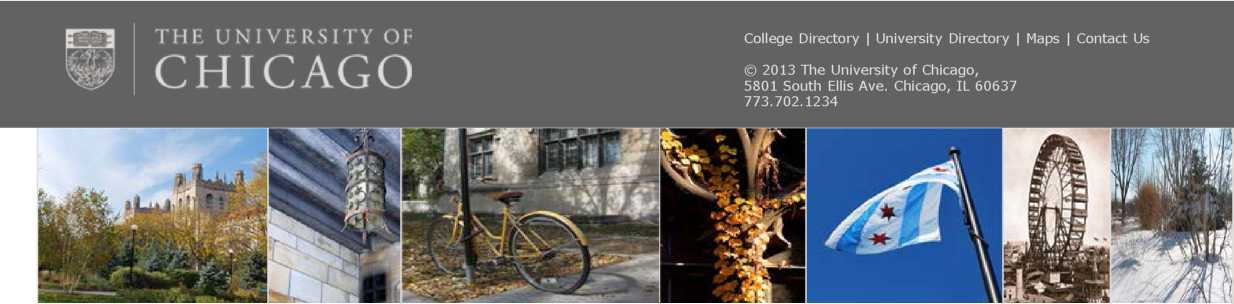 THE UNIVERSITY OF
CHICAGO
College Directory | University Directory | Maps | Contact Us
© 2013 The University of Chicago,
5801 South Ellis Ave. Chicago, IL 60637
773.702.1234